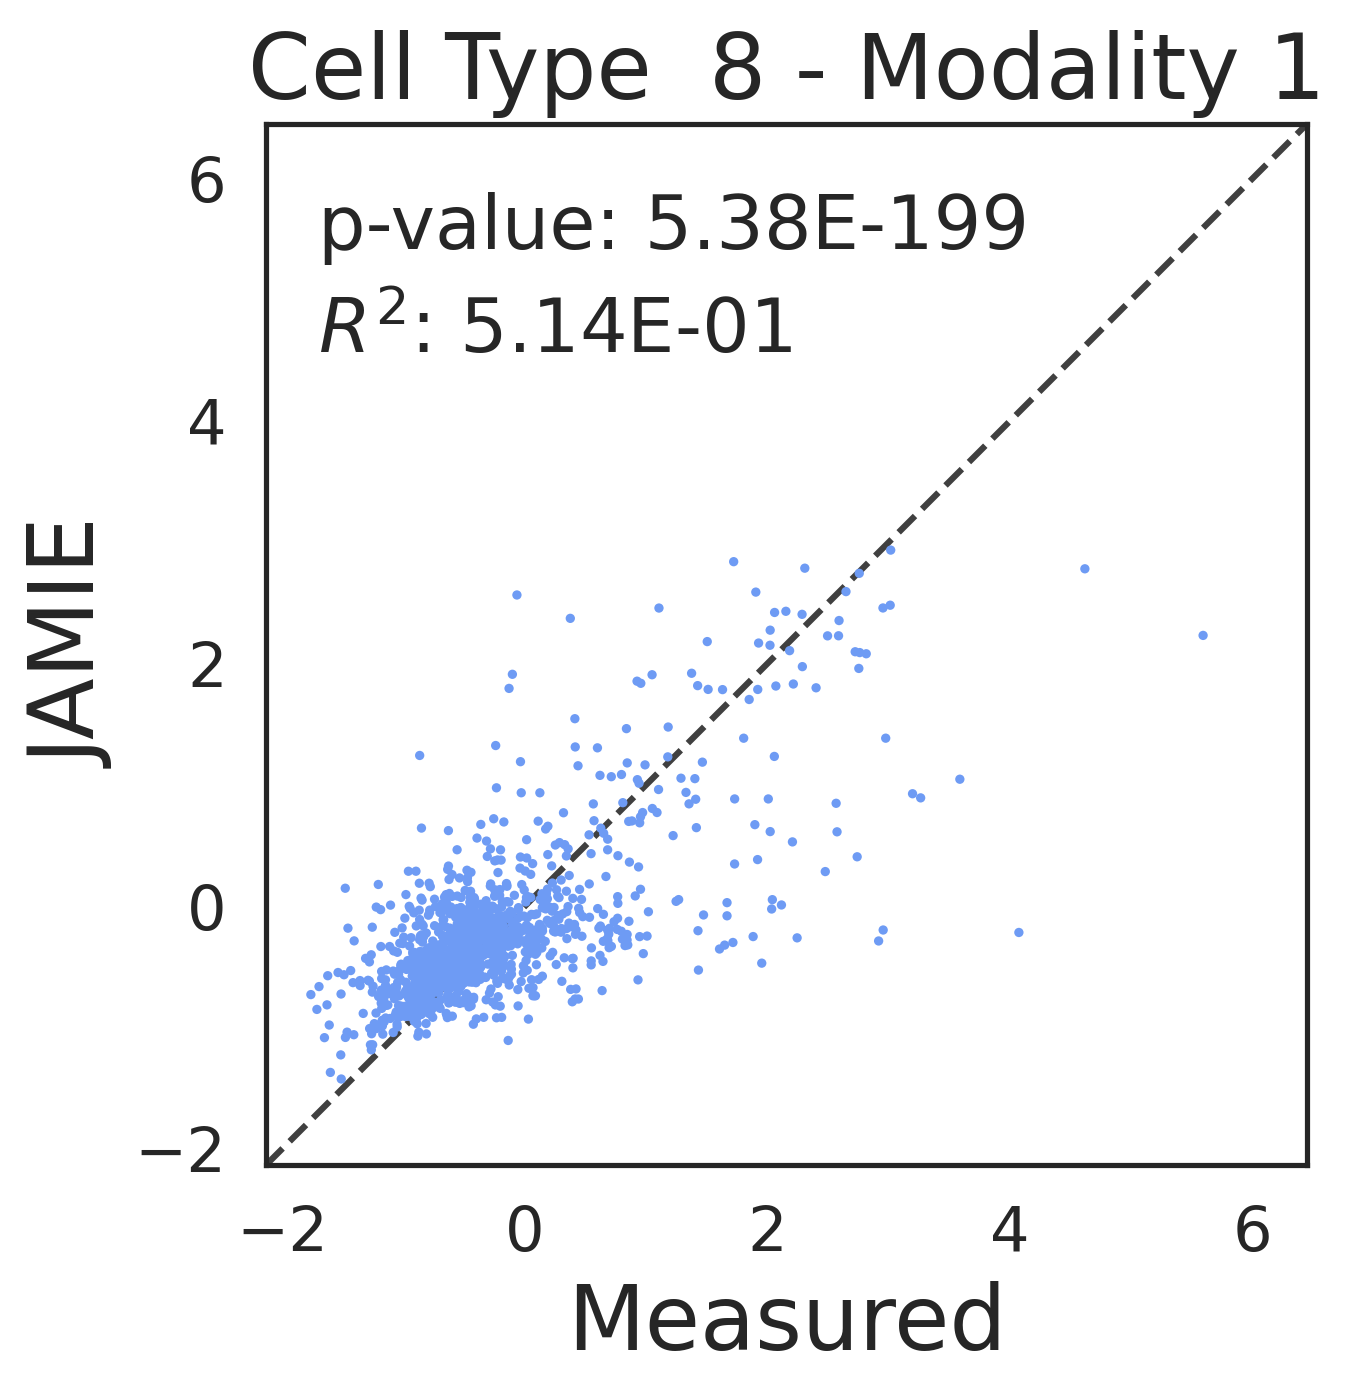 Cell Type  8 - Modality 1
p-value: 5.38E-199
R²: 5.14E-01
6
4
2
0
−2
JAMIE
−2 0 2 4 6
Measured